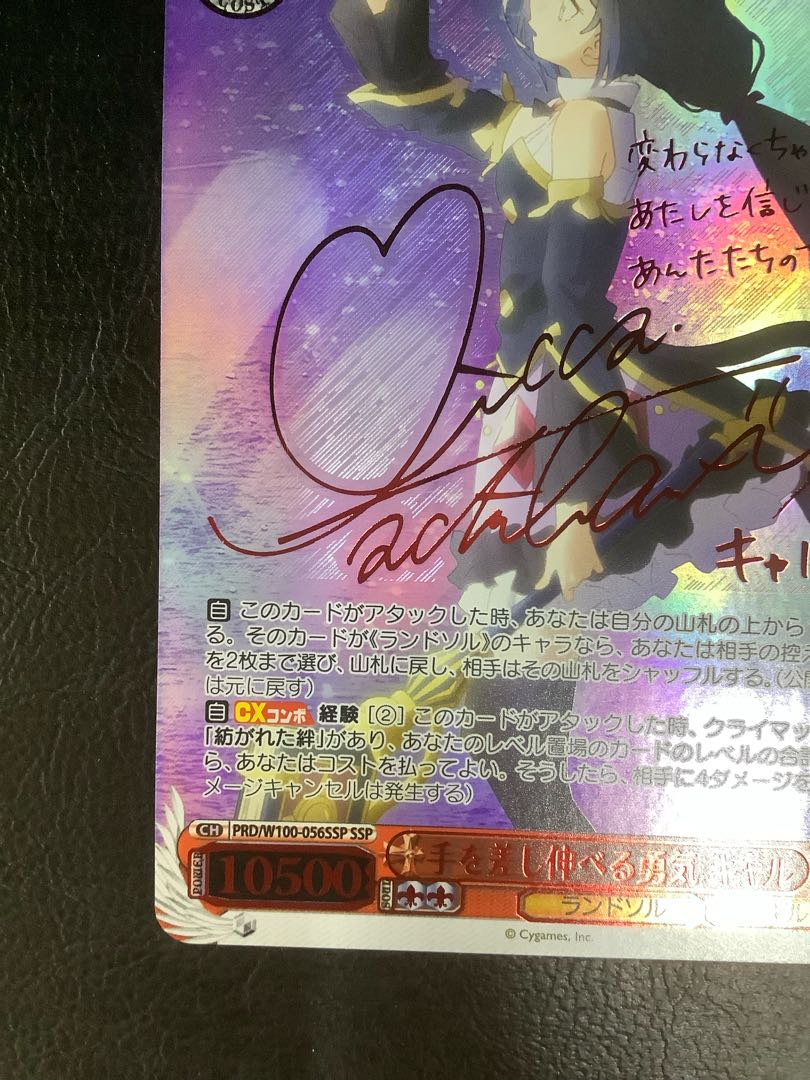 COST
変わらなくちゃ
あたしを信じ
あんたたちの
Ricca
Tachibana
キャル
自 このカードがアタックした時、あなたは自分の山札の上から
る。そのカードが《ランドソル》のキャラなら、あなたは相手の控え
を2枚まで選び、山札に戻し、相手はその山札をシャッフルする。(公開
は元に戻す)
自 CXコンボ 経験 [②] このカードがアタックした時、クライマッ
「紡がれた絆」があり、あなたのレベル置場のカードのレベルの合計
ら、あなたはコストを払ってよい。そうしたら、相手に4ダメージを
メージキャンセルは発生する)
CH PRD/W100-056SSP SSP
POWER 10500
手を差し伸べる勇気 キャル
SOUL
ランドソル
© Cygames, Inc.